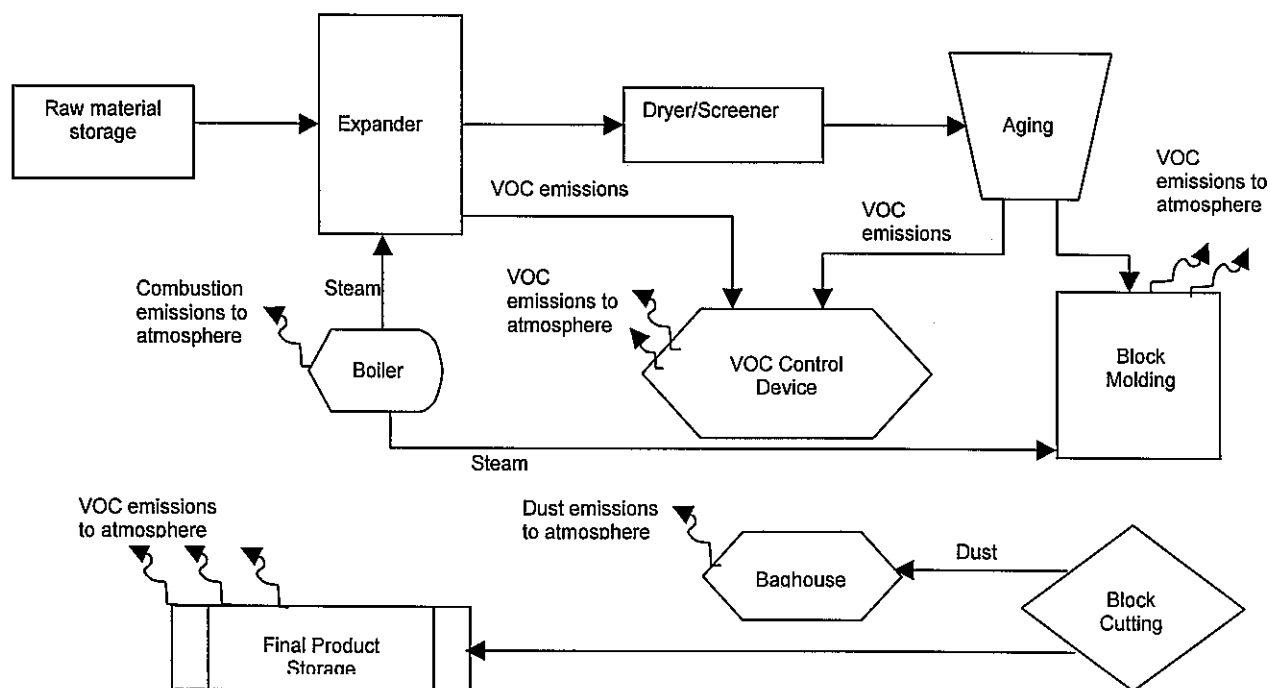 Raw material
storage
Expander
Dryer/Screener
Aging
VOC
emissions to
atmosphere
VOC emissions
VOC
emissions
Combustion
emissions to
atmosphere
Steam
VOC
emissions to
atmosphere
Boiler
VOC Control
Device
Block
Molding
Steam
VOC emissions
to atmosphere
Dust emissions
to atmosphere
Baghouse
Dust
Block
Cutting
Final Product
Storage